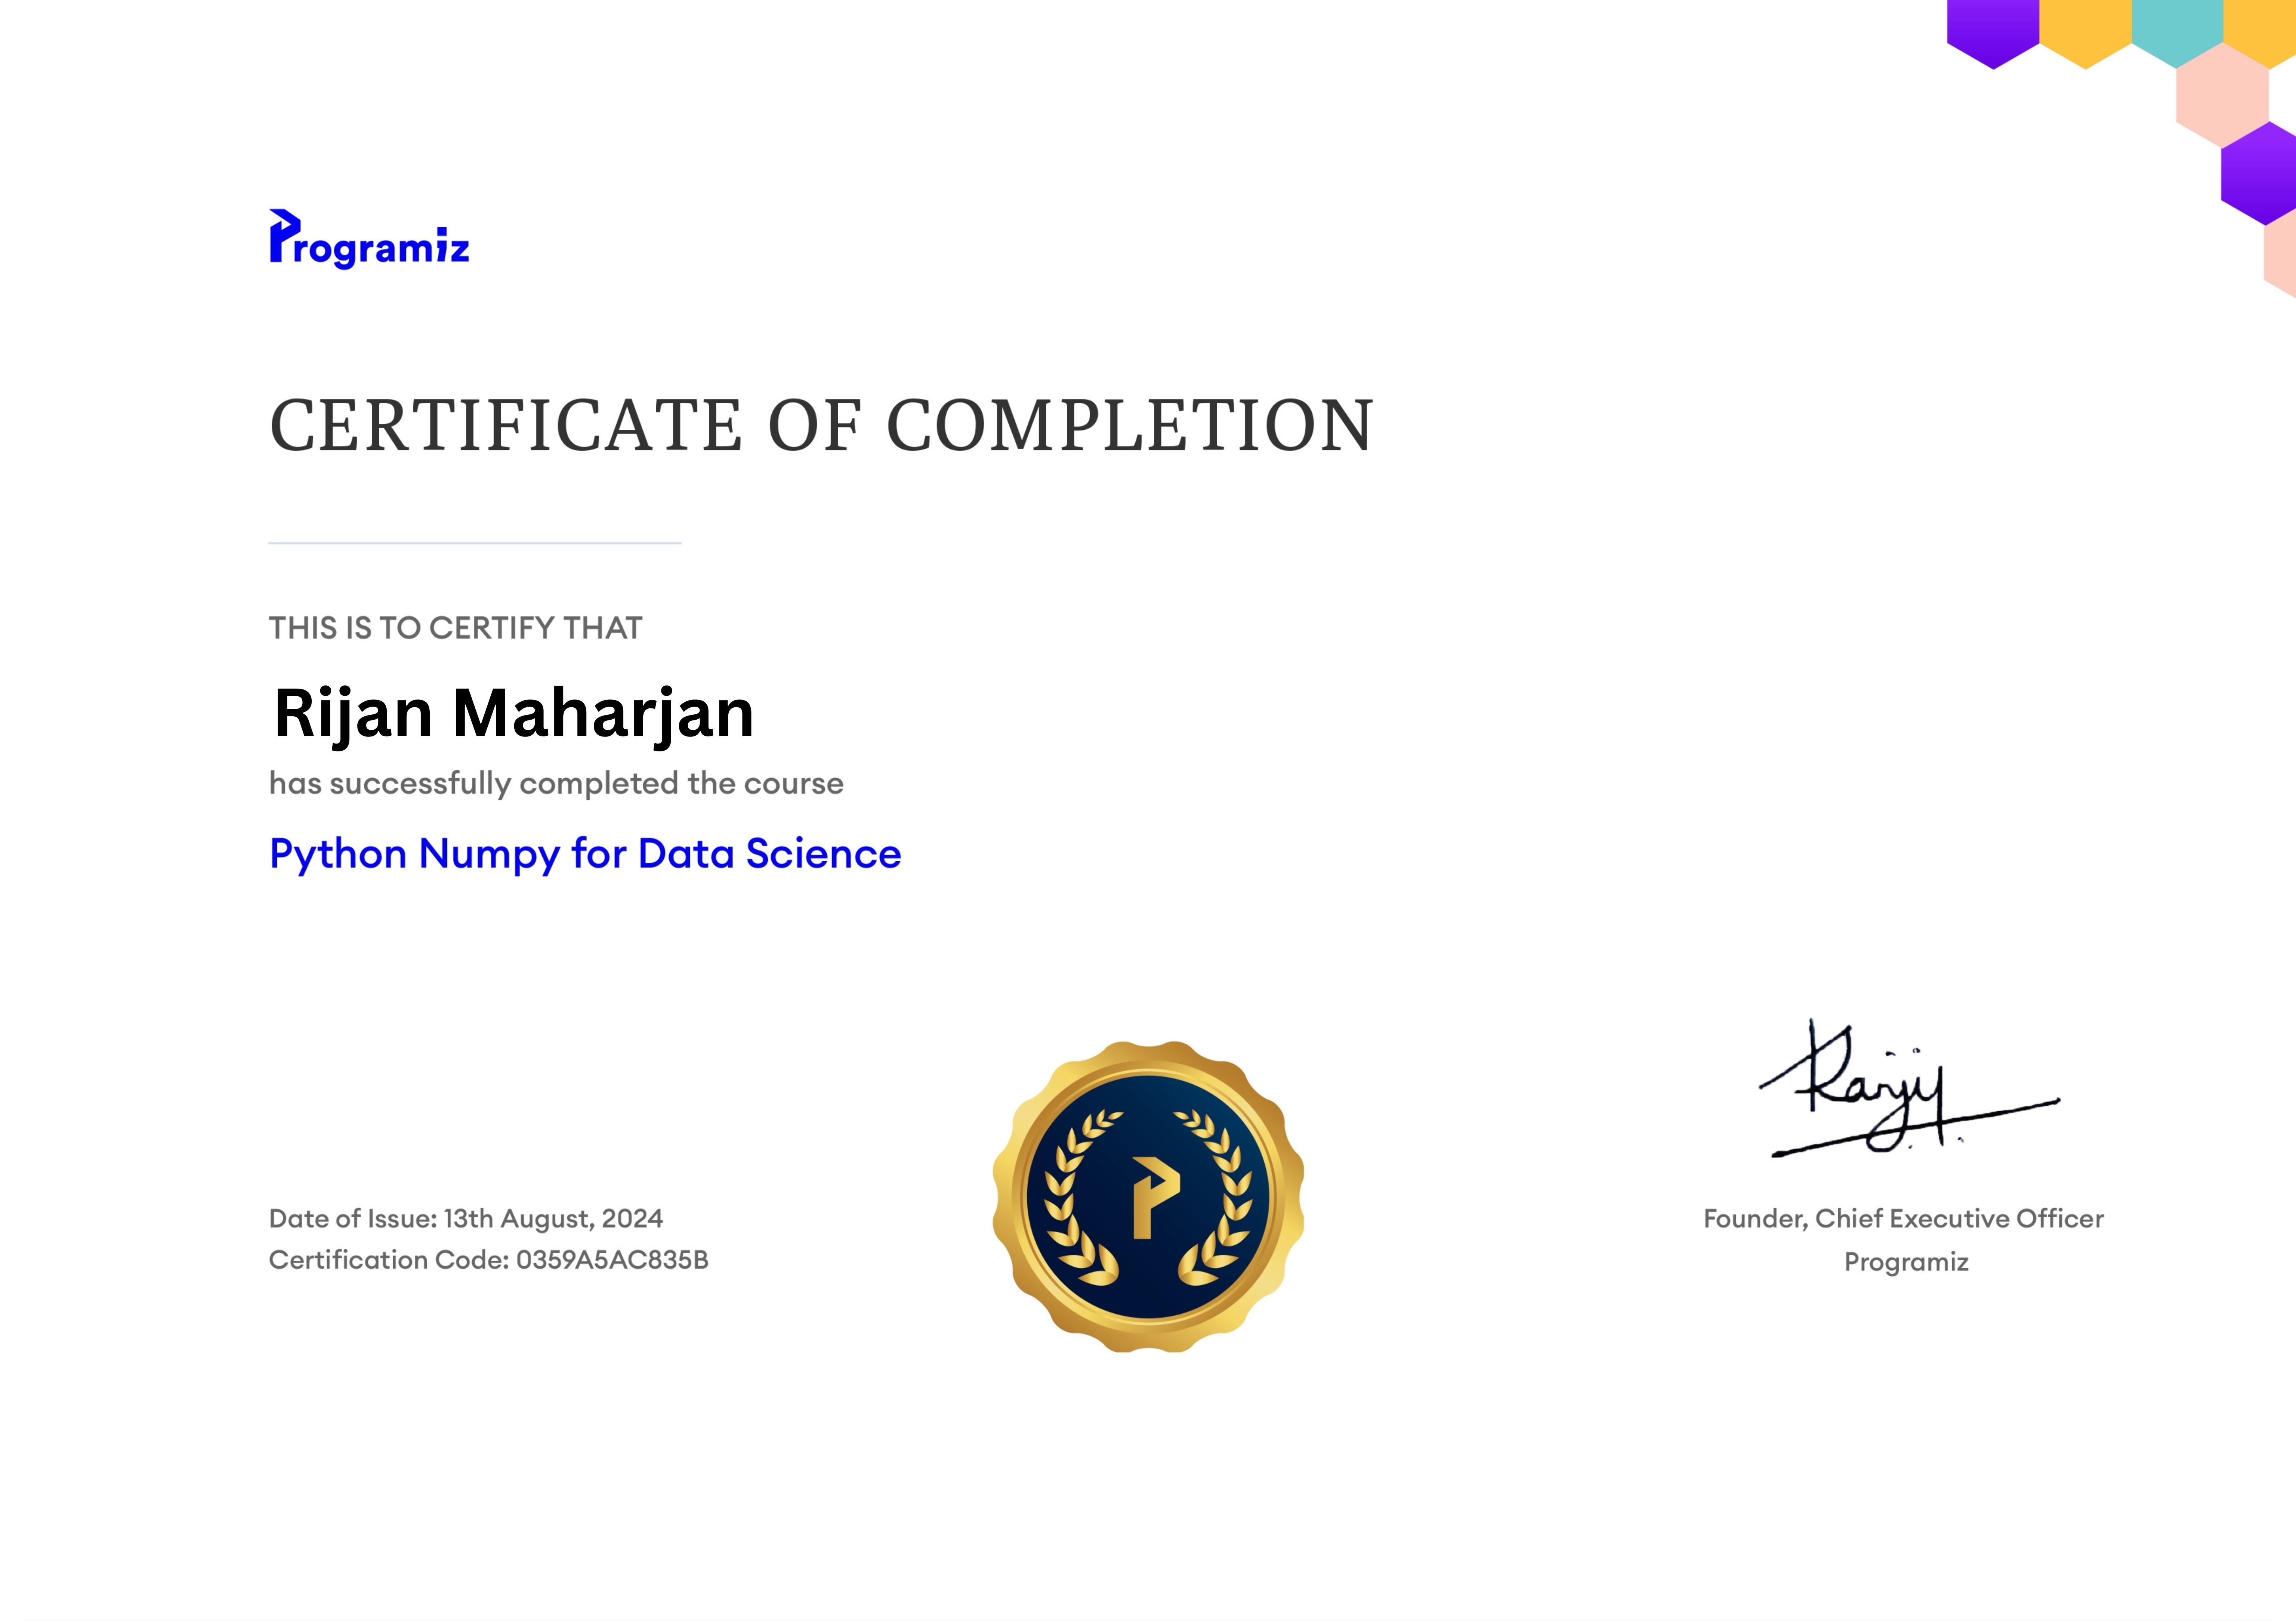 Programiz
CERTIFICATE OF COMPLETION
THIS IS TO CERTIFY THAT
Rijan Maharjan
has successfully completed the course
Python Numpy for Data Science
Date of Issue: 13th August, 2024
Certification Code: 0359A5AC835B
Founder, Chief Executive Officer
Programiz